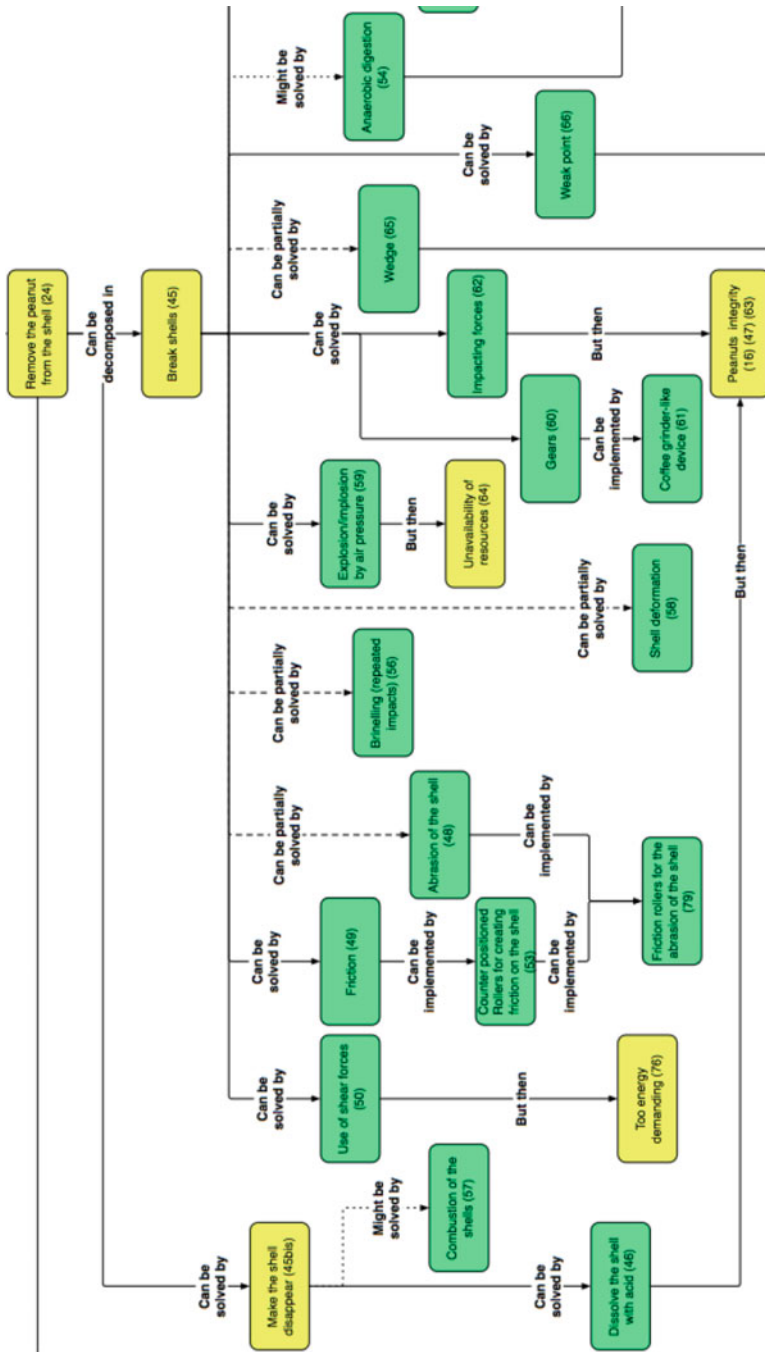 Remove the peanut
from the shell (24)
Can be
decomposed in
Break shells (45)
Can be
solved by
Make the shell
disappear (45bis)
Might be
solved by
Combustion of the
shells (57)
Can be
solved by
Dissolve the shell
with acid (46)
But then
Can be
solved by
Use of shear forces
(50)
But then
Too energy
demanding (76)
Can be
solved by
Friction (49)
Can be
implemented by
Counter positioned
Rollers for creating
friction on the shell
(53)
Can be
implemented by
Can be partially
solved by
Abrasion of the shell
(48)
Can be
implemented by
Friction rollers for the
abrasion of the shell
(79)
Can be partially
solved by
Brinelling (repeated
impacts) (56)
Can be partially
solved by
Shell deformation
(58)
Can be
solved by
Explosion/implosion
by air pressure (59)
But then
Unavailability of
resources (64)
Can be
solved by
Gears (60)
Can be
implemented by
Coffee grinder-like
device (61)
Impacting forces (62)
But then
Peanuts integrity
(16) (47) (63)
Can be partially
solved by
Wedge (65)
Can be
solved by
Weak point (66)
Might be
solved by
Anaerobic digestion
(54)